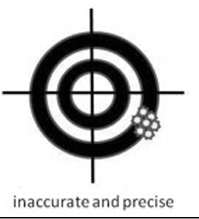 inaccurate and precise